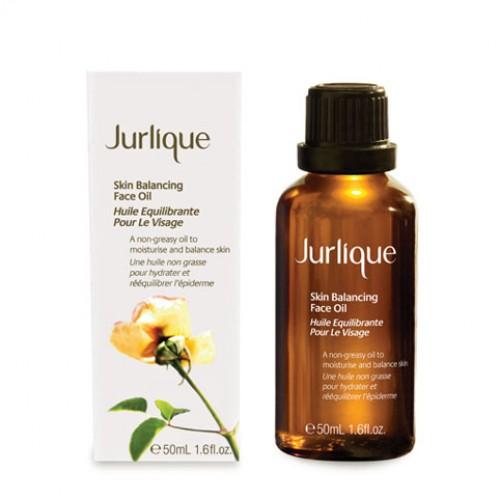 Jurlique
Skin Balancing
Face Oil
Huile Equilibrante
Pour Le Visage
A non-greasy oil to
moisturise and balance skin
Une huile non grasse
pour hydrater et
rééquilibrer l'épiderme
℮ 50mL 1.6fl.oz.
Jurlique
Skin Balancing
Face Oil
Huile Equilibrante
Pour Le Visage
A non-greasy oil to
moisturise and balance skin
Une huile non grasse
pour hydrater et
rééquilibrer l'épiderme
℮ 50mL 1.6fl.oz.